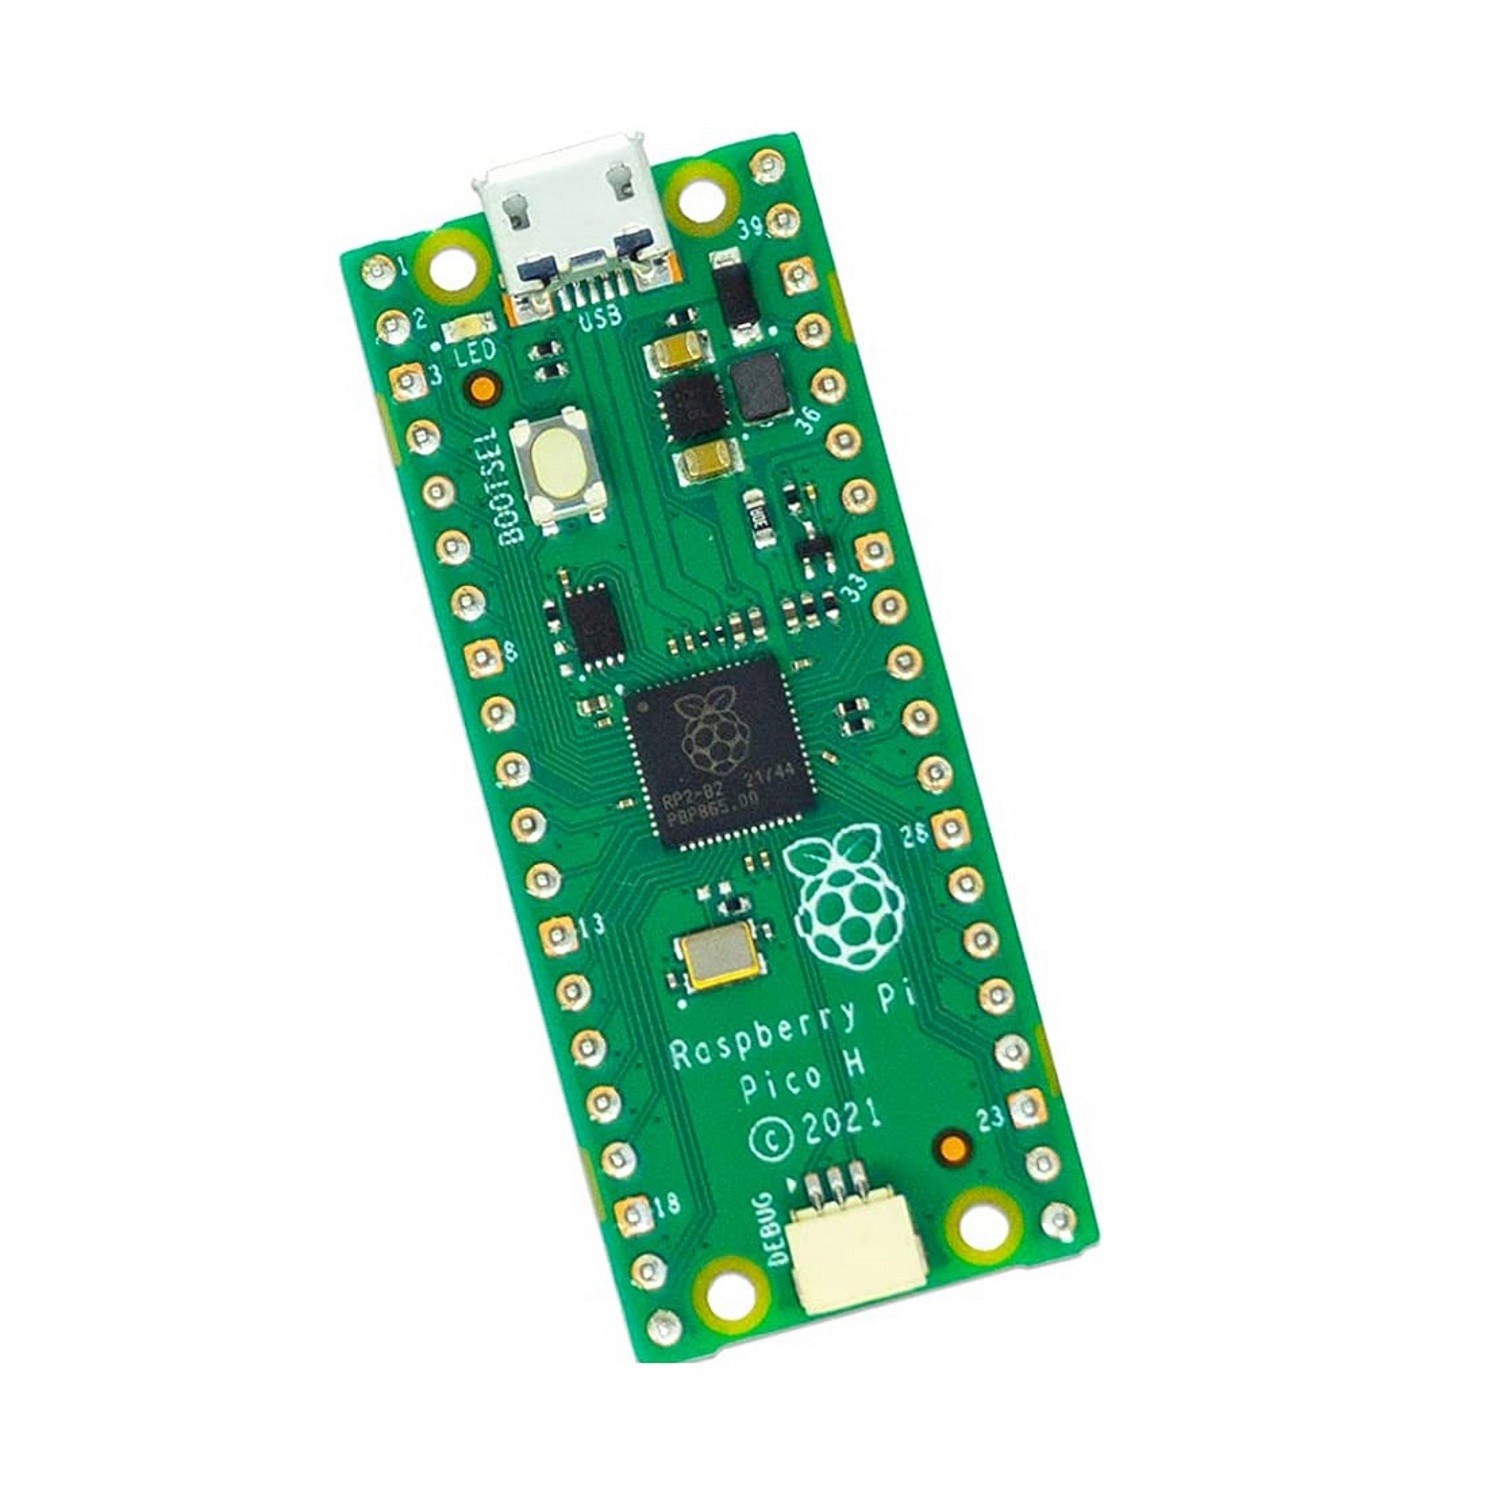 1
39
2
USB
LED
3
36
BOOTSEL
33
8
RP2-B2 21/44
PBP865.00
28
13
Raspberry Pi
Pico H
© 2021
23
18
DEBUG